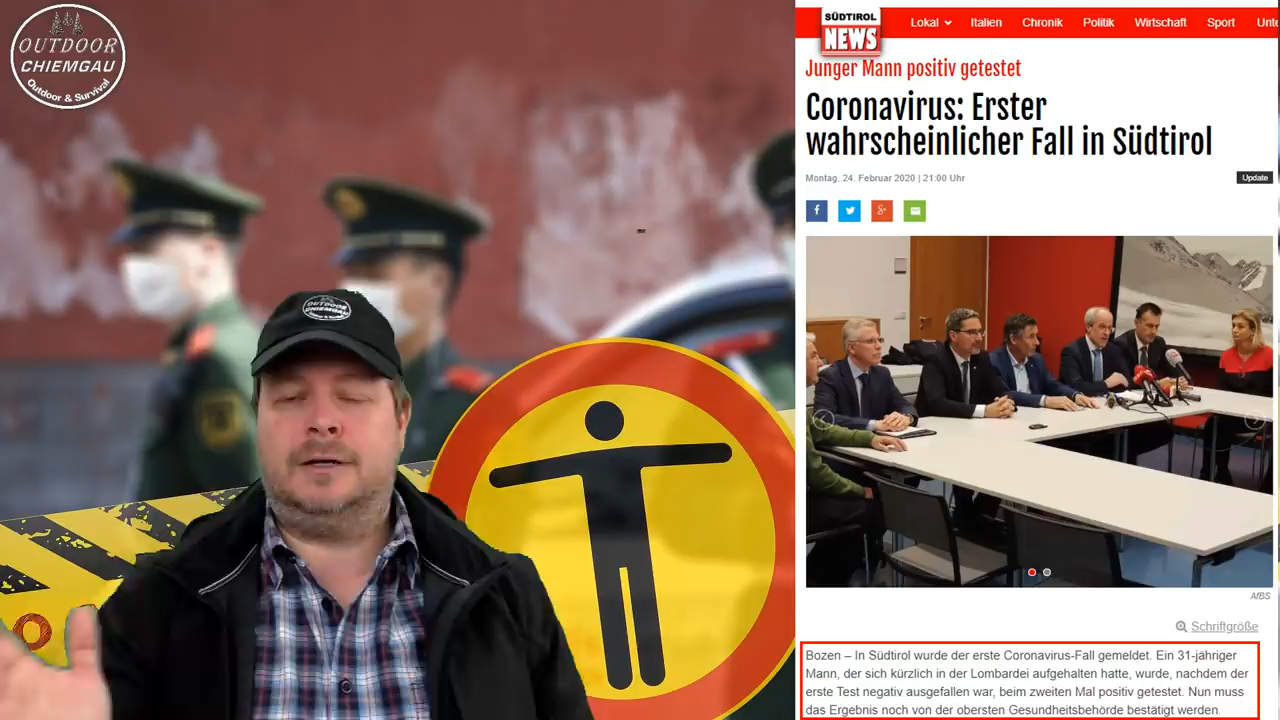 OUTDOOR
CHIEMGAU
Outdoor & Survival
OUTDOOR
CHIEMGAU
SÜDTIROL
NEWS
Lokal Italien Chronik Politik Wirtschaft Sport Unte
Junger Mann positiv getestet
Coronavirus: Erster
wahrscheinlicher Fall in Südtirol
Montag, 24. Februar 2020 | 21:00 Uhr
Update
AfBS
Schriftgröße
Bozen – In Südtirol wurde der erste Coronavirus-Fall gemeldet. Ein 31-jähriger
Mann, der sich kürzlich in der Lombardei aufgehalten hatte, wurde, nachdem der
erste Test negativ ausgefallen war, beim zweiten Mal positiv getestet. Nun muss
das Ergebnis noch von der obersten Gesundheitsbehörde bestätigt werden.